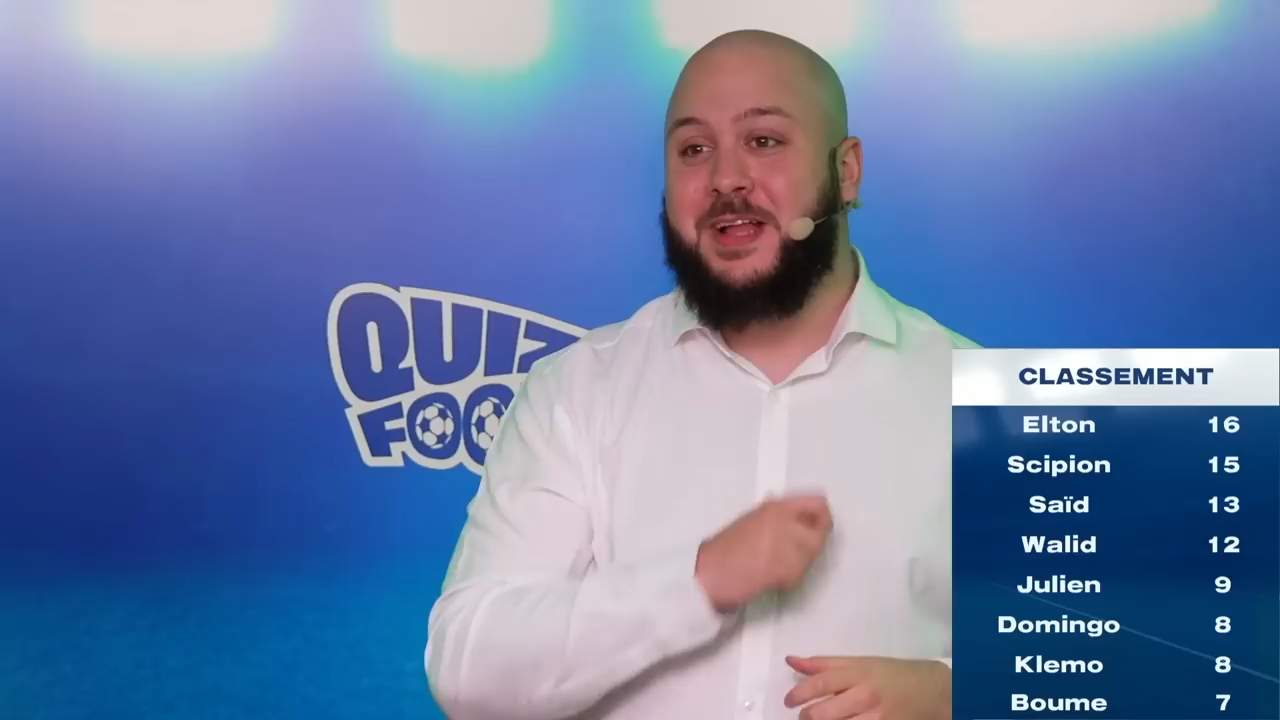 QUIZ
FOO
CLASSEMENT
Elton 16
Scipion 15
Saïd 13
Walid 12
Julien 9
Domingo 8
Klemo 8
Boume 7